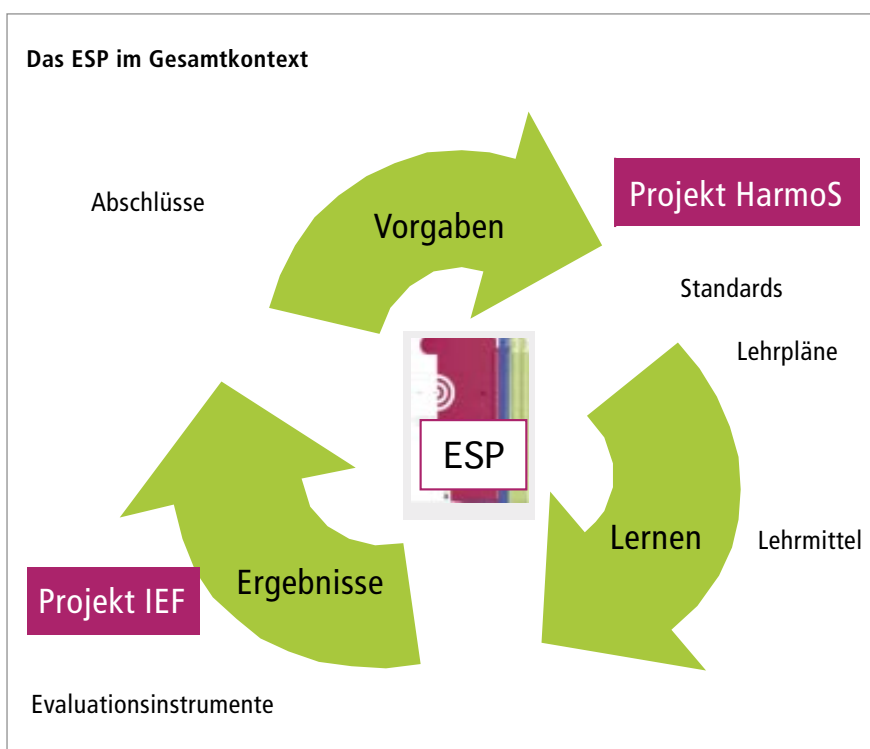 Das ESP im Gesamtkontext
Abschlüsse
Vorgaben
Projekt HarmoS
Standards
Lehrpläne
ESP
Lernen
Lehrmittel
Ergebnisse
Projekt IEF
Evaluationsinstrumente